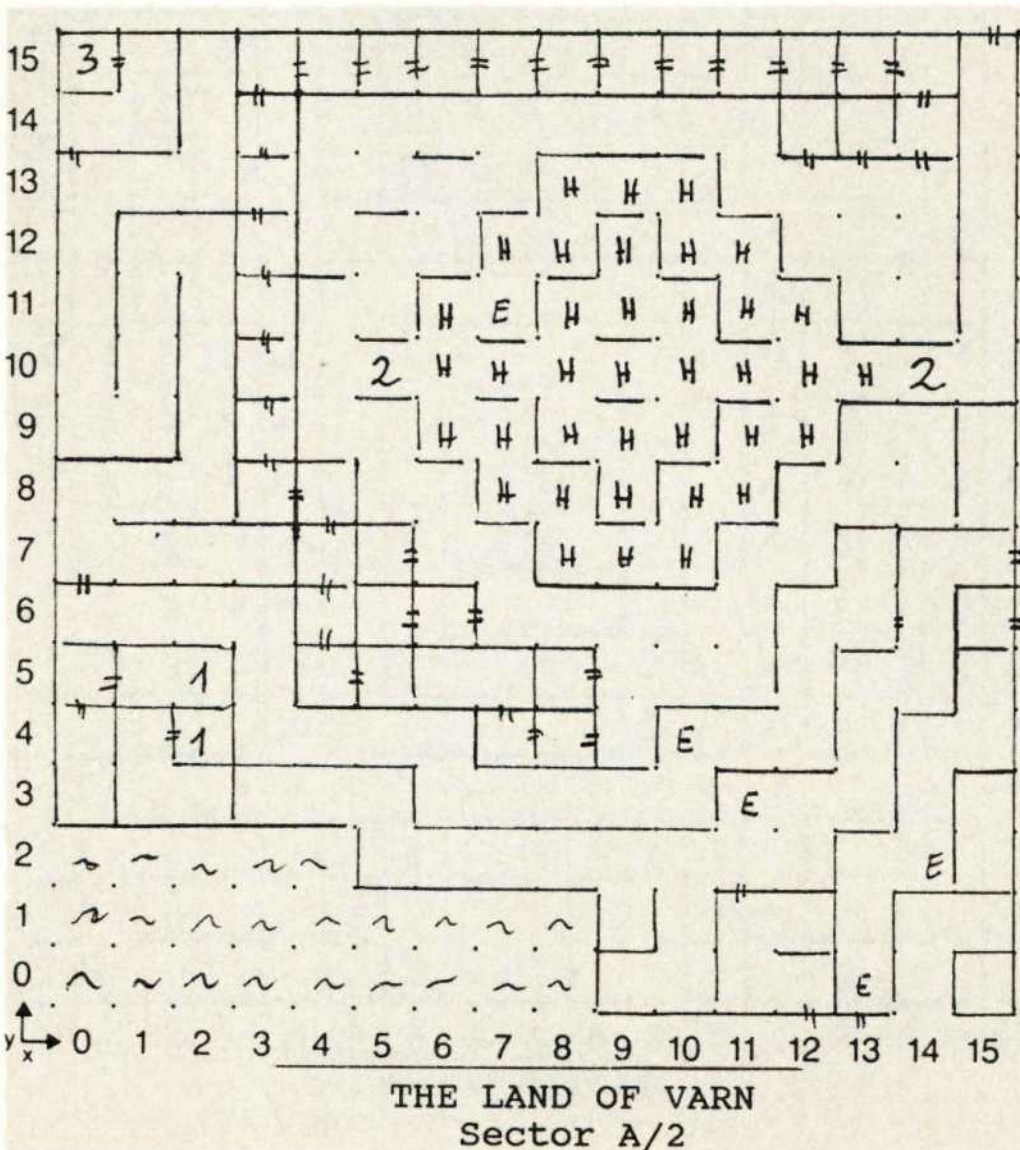 15 3
14
13 H H H
12 H H H H H
11 H E H H H H H
10 2 H H H H H H H H 2
9 H H H H H H H
8 H H H H H
7 H H H
6
5 1
4 1 E
3 E
2 E
1
0 E
y x 0 1 2 3 4 5 6 7 8 9 10 11 12 13 14 15
THE LAND OF VARN
Sector A/2